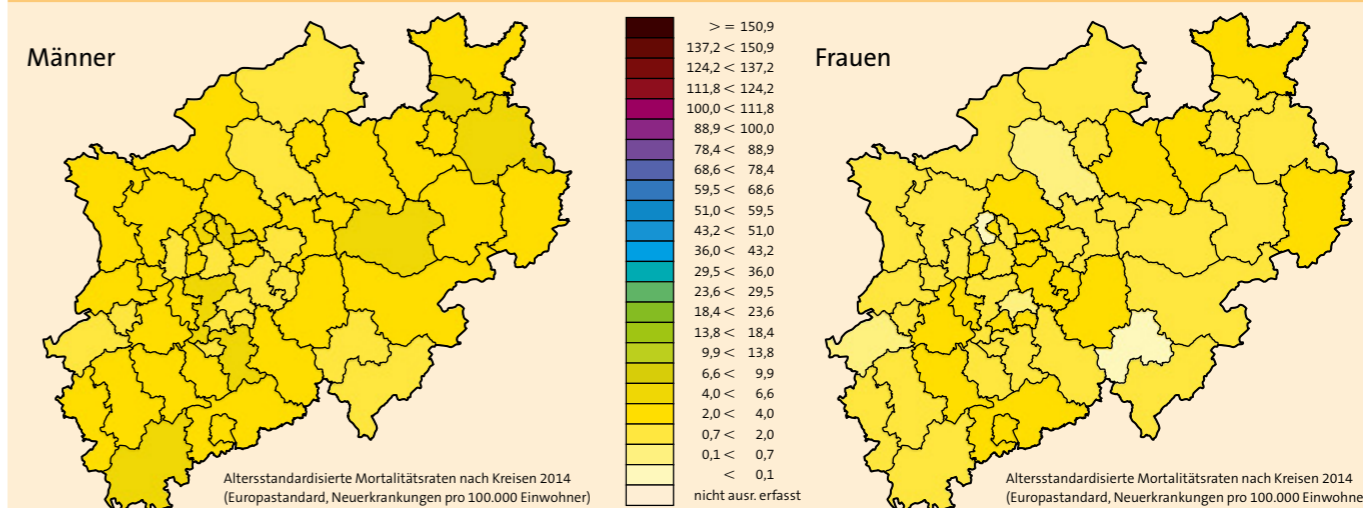 Männer
> = 150,9
137,2 < 150,9
124,2 < 137,2
111,8 < 124,2
100,0 < 111,8
88,9 < 100,0
78,4 < 88,9
68,6 < 78,4
59,5 < 68,6
51,0 < 59,5
43,2 < 51,0
36,0 < 43,2
29,5 < 36,0
23,6 < 29,5
18,4 < 23,6
13,8 < 18,4
9,9 < 13,8
6,6 < 9,9
4,0 < 6,6
2,0 < 4,0
0,7 < 2,0
0,1 < 0,7
< 0,1
nicht ausr. erfasst
Altersstandardisierte Mortalitätsraten nach Kreisen 2014
(Europastandard, Neuerkrankungen pro 100.000 Einwohner)
Frauen
Altersstandardisierte Mortalitätsraten nach Kreisen 2014
(Europastandard, Neuerkrankungen pro 100.000 Einwohne